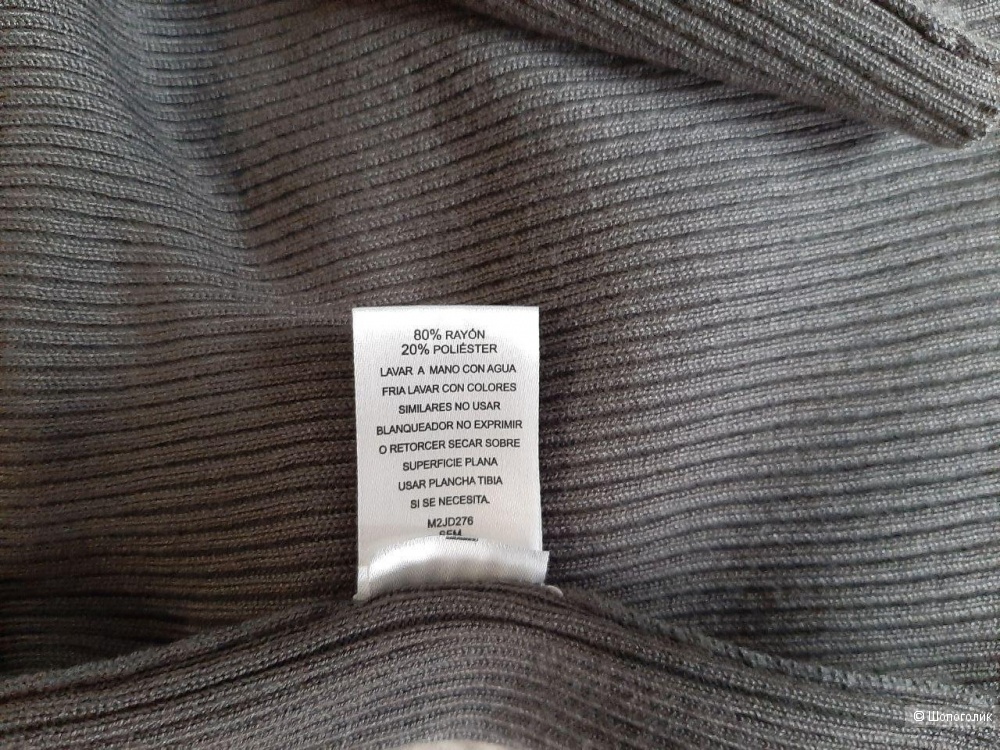 80% RAYÓN
20% POLIÉSTER
LAVAR A MANO CON AGUA
FRIA LAVAR CON COLORES
SIMILARES NO USAR
BLANQUEADOR NO EXPRIMIR
O RETORCER SECAR SOBRE
SUPERFICIE PLANA
USAR PLANCHA TIBIA
SI SE NECESITA.
M2JD276
© Шопоголик